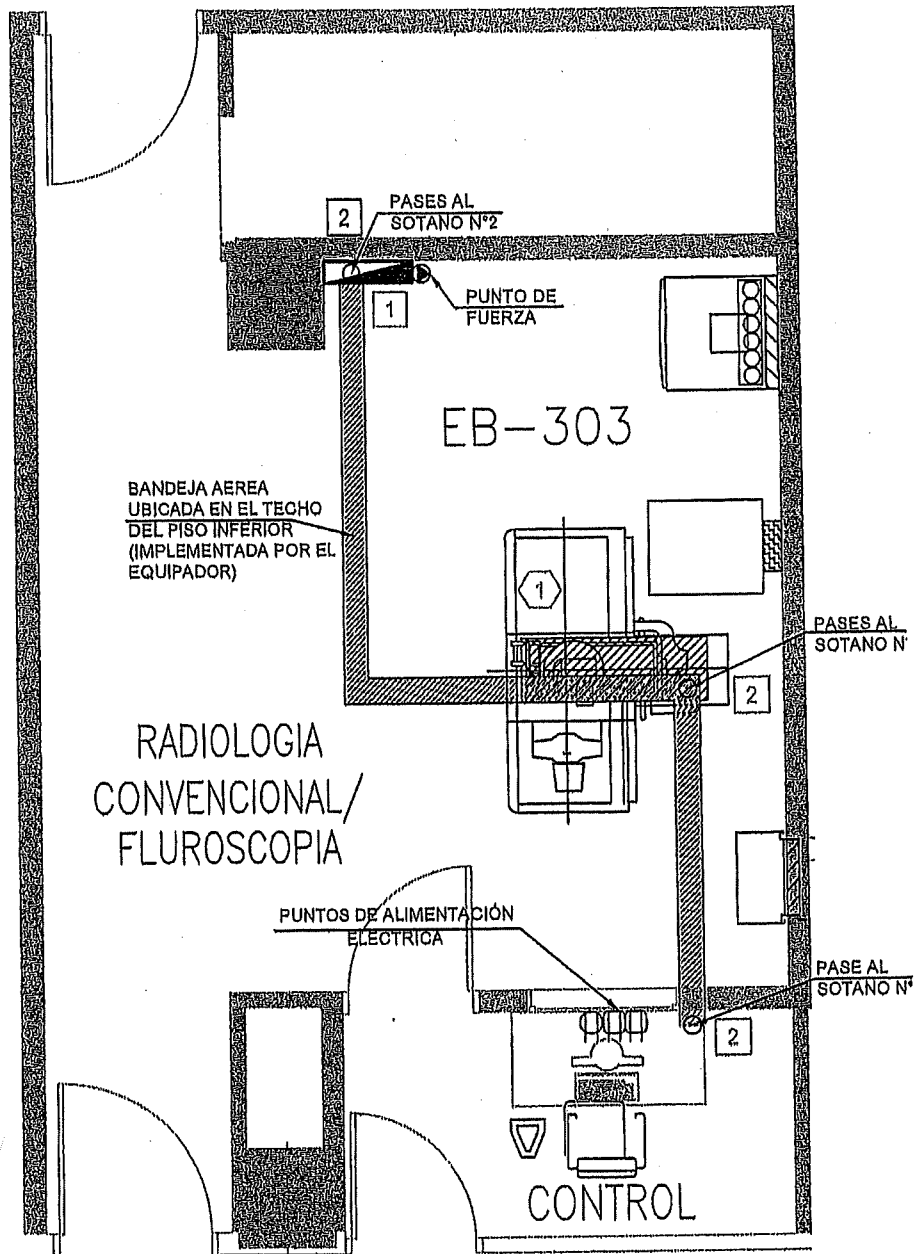 2
PASES AL
SOTANO N°2
1
PUNTO DE
FUERZA
EB-303
BANDEJA AEREA
UBICADA EN EL TECHO
DEL PISO INFERIOR
(IMPLEMENTADA POR EL
EQUIPADOR)
1
PASES AL
SOTANO N
2
RADIOLOGIA
CONVENCIONAL/
FLUROSCOPIA
PUNTOS DE ALIMENTACIÓN
ELECTRICA
PASE AL
SOTANO N
2
CONTROL